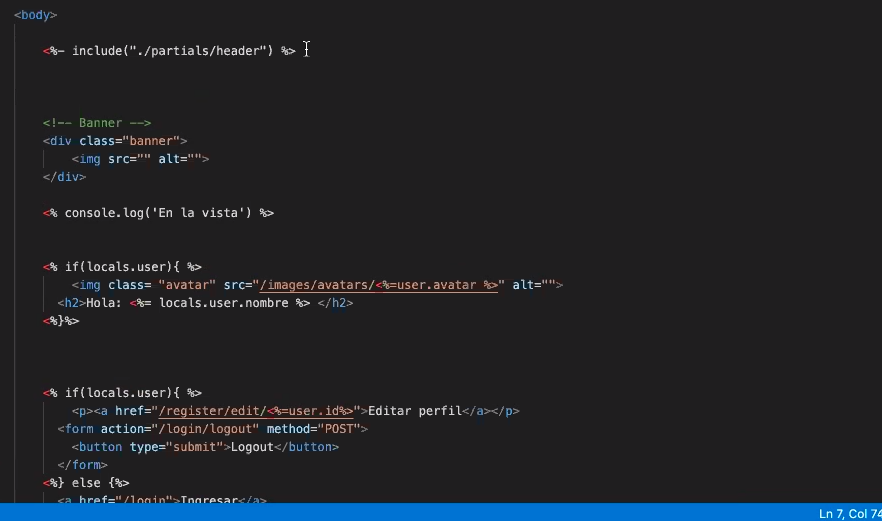 <body>
<%- include("./partials/header") %>
<!-- Banner -->
<div class="banner">
<img src="" alt="">
</div>
<% console.log('En la vista') %>
<% if(locals.user){ %>
<img class= "avatar" src="/images/avatars/<%=user.avatar %>" alt="">
<h2>Hola: <%= locals.user.nombre %> </h2>
<%}%>
<% if(locals.user){ %>
<p><a href="/register/edit/<%=user.id%>">Editar perfil</a></p>
<form action="/login/logout" method="POST">
<button type="submit">Logout</button>
</form>
<%} else {%>
<a href="/login">Ingresar</a>
Ln 7, Col 74